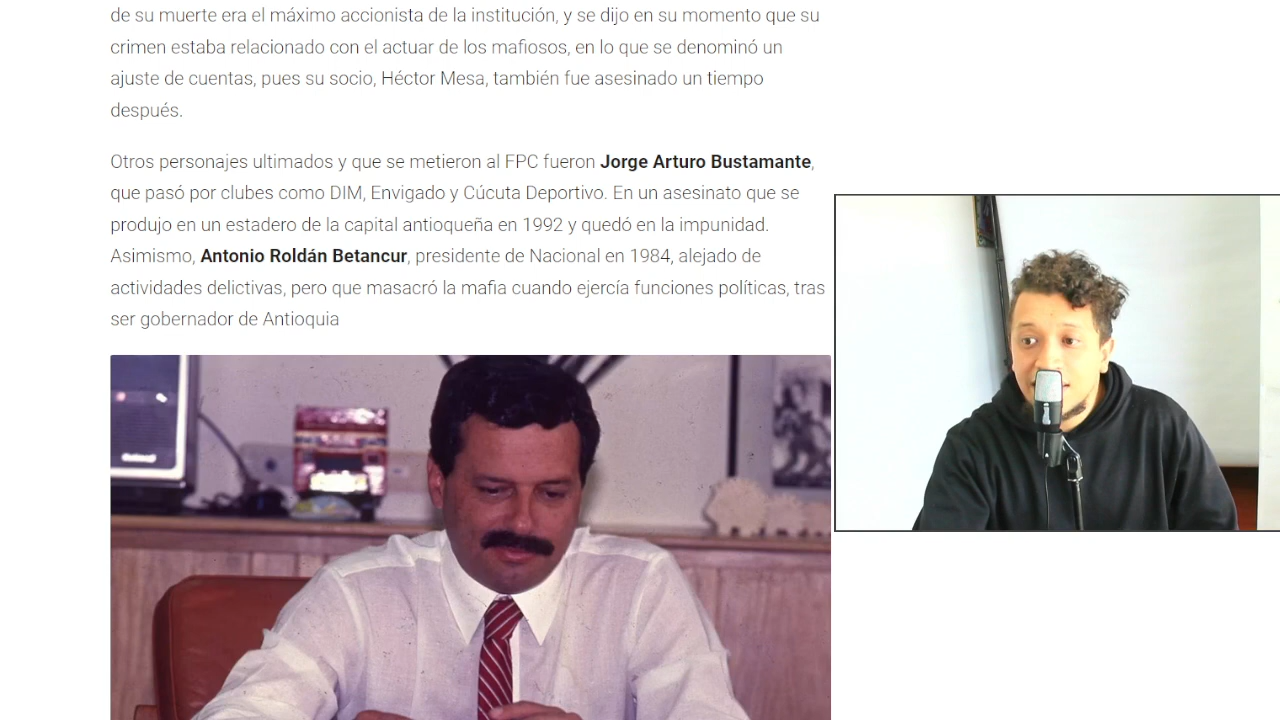 de su muerte era el máximo accionista de la institución, y se dijo en su momento que su
crimen estaba relacionado con el actuar de los mafiosos, en lo que se denominó un
ajuste de cuentas, pues su socio, Héctor Mesa, también fue asesinado un tiempo
después.
Otros personajes ultimados y que se metieron al FPC fueron Jorge Arturo Bustamante,
que pasó por clubes como DIM, Envigado y Cúcuta Deportivo. En un asesinato que se
produjo en un estadero de la capital antioqueña en 1992 y quedó en la impunidad.
Asimismo, Antonio Roldán Betancur, presidente de Nacional en 1984, alejado de
actividades delictivas, pero que masacró la mafia cuando ejercía funciones políticas, tras
ser gobernador de Antioquia